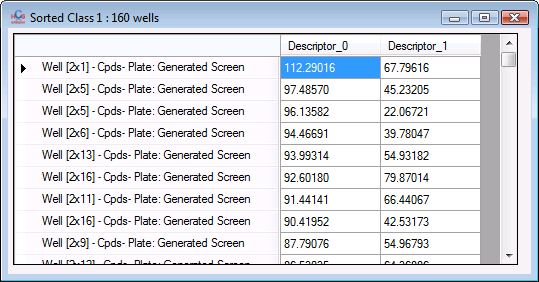 HCS
Sorted Class 1 : 160 wells
Descriptor_0 Descriptor_1
Well [2x1] - Cpds- Plate: Generated Screen 112.29016 67.79616
Well [2x5] - Cpds- Plate: Generated Screen 97.48570 45.23205
Well [2x5] - Cpds- Plate: Generated Screen 96.13582 22.06721
Well [2x6] - Cpds- Plate: Generated Screen 94.46691 39.78047
Well [2x13] - Cpds- Plate: Generated Screen 93.99314 54.93182
Well [2x16] - Cpds- Plate: Generated Screen 92.60180 79.87014
Well [2x11] - Cpds- Plate: Generated Screen 91.44141 66.44067
Well [2x16] - Cpds- Plate: Generated Screen 90.41952 42.53173
Well [2x9] - Cpds- Plate: Generated Screen 87.79076 54.96793
Cpds- Plate: Generated Screen